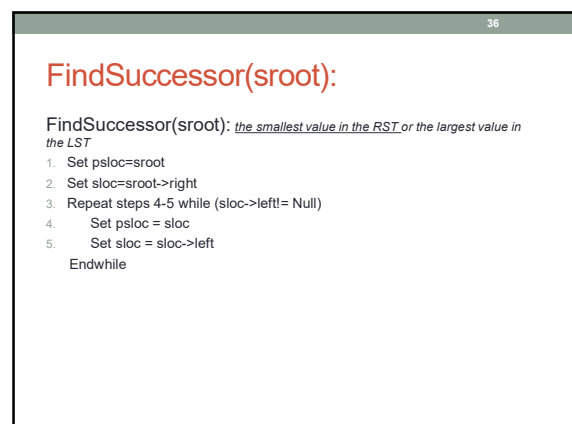 36
FindSuccessor(sroot):
FindSuccessor(sroot): the smallest value in the RST or the largest value in
the LST
1. Set psloc=sroot
2. Set sloc=sroot->right
3. Repeat steps 4-5 while (sloc->left!= Null)
4. Set psloc = sloc
5. Set sloc = sloc->left
Endwhile